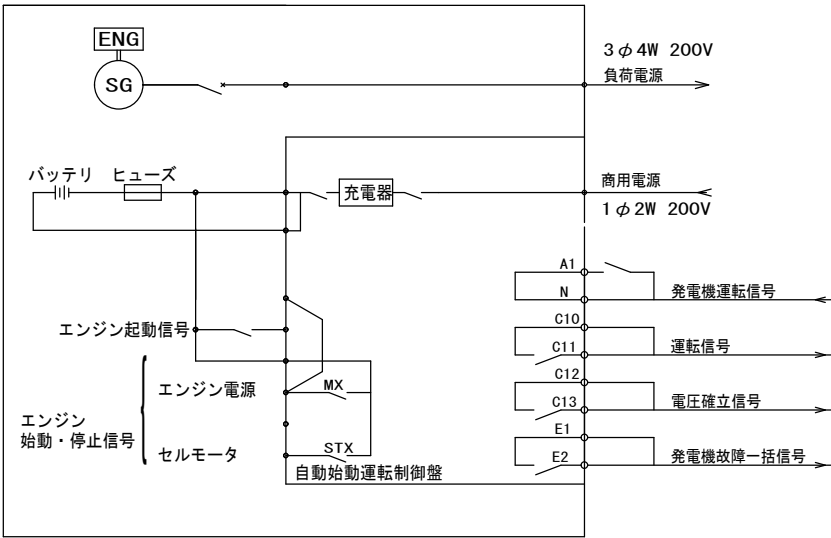 ENG
SG
3φ4W 200V
負荷電源
バッテリ
ヒューズ
充電器
商用電源
1φ2W 200V
A1
N
発電機運転信号
C10
エンジン起動信号
C11
運転信号
C12
エンジン電源
MX
C13
電圧確立信号
エンジン
始動・停止信号
E1
セルモータ
STX
E2
発電機故障一括信号
自動始動運転制御盤